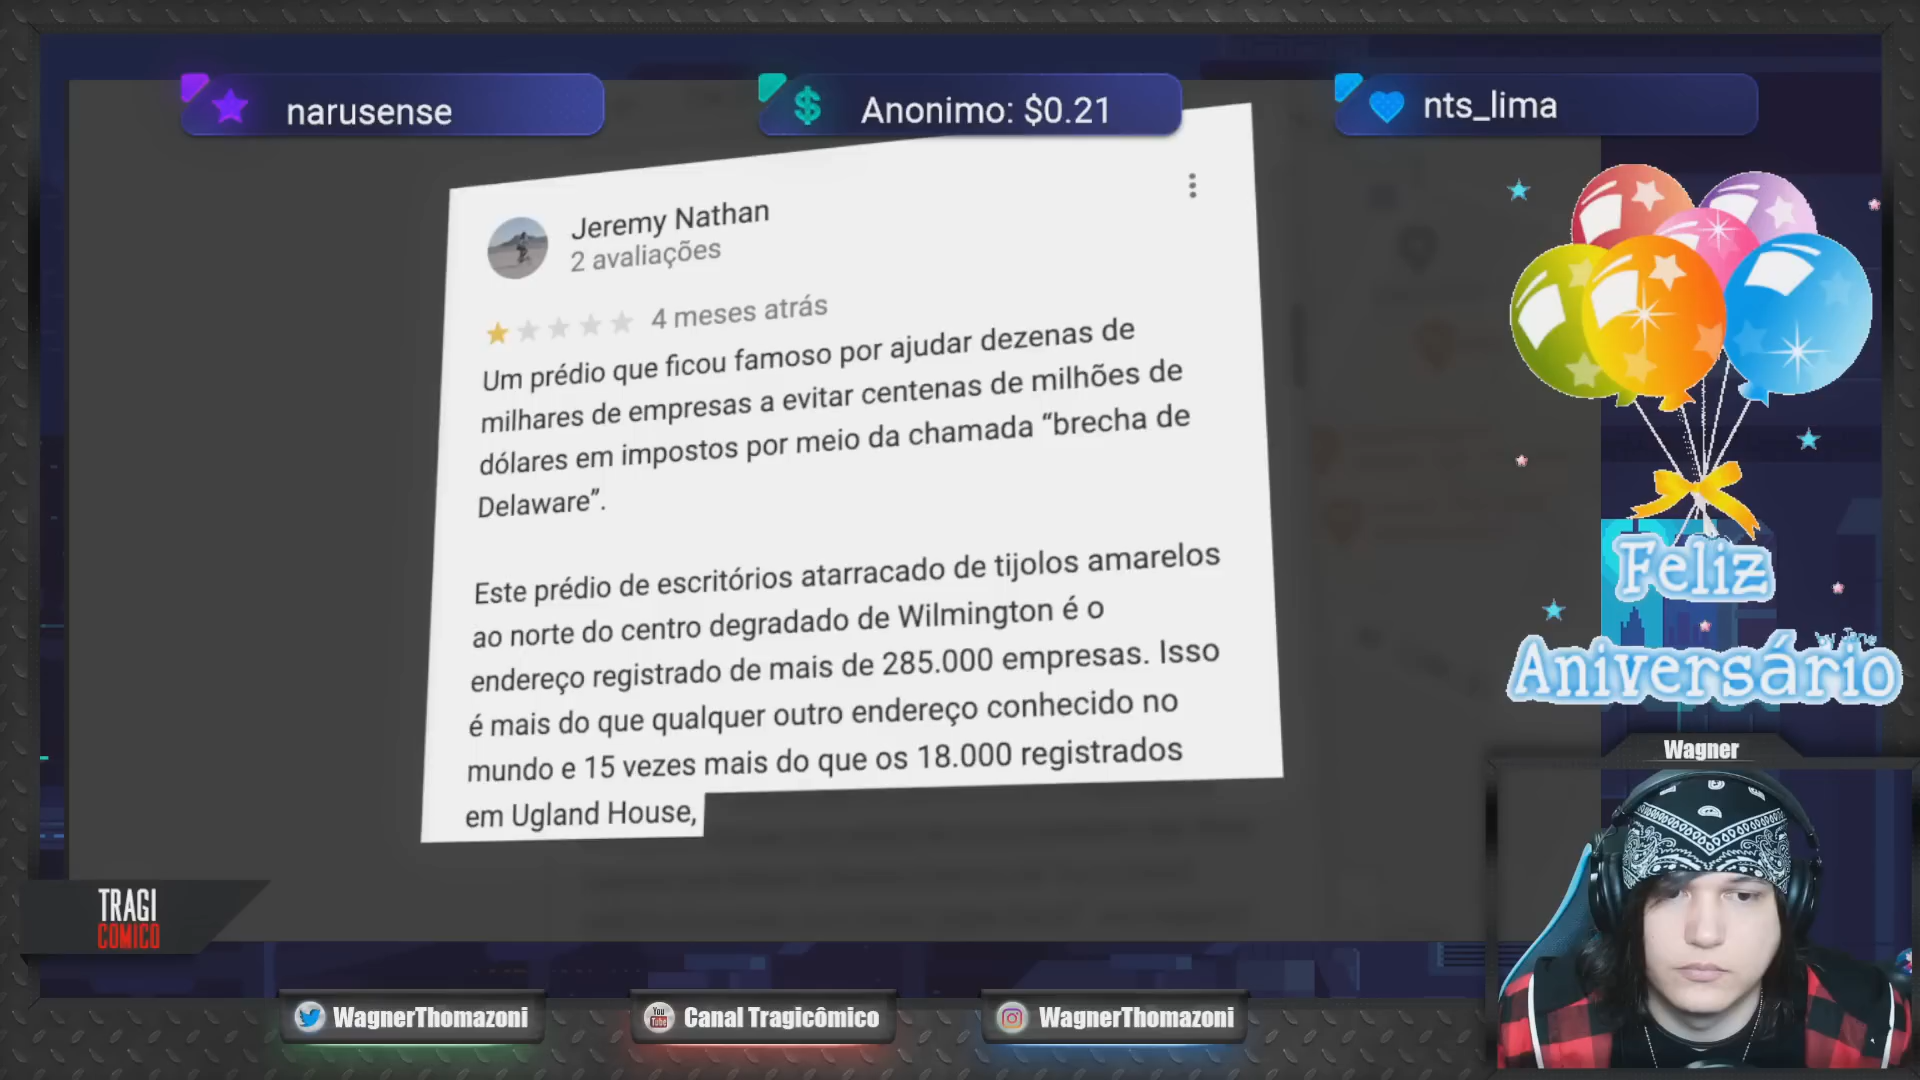 narusense
Anonimo: $0.21
nts_lima
Jeremy Nathan
2 avaliações
4 meses atrás
Um prédio que ficou famoso por ajudar dezenas de
milhares de empresas a evitar centenas de milhões de
dólares em impostos por meio da chamada “brecha de
Delaware”.
Este prédio de escritórios atarracado de tijolos amarelos
ao norte do centro degradado de Wilmington é o
endereço registrado de mais de 285.000 empresas. Isso
é mais do que qualquer outro endereço conhecido no
mundo e 15 vezes mais do que os 18.000 registrados
em Ugland House,
Feliz
Aniversário
Wagner
TRAGI
CÔMICO
WagnerThomazoni
Canal Tragicômico
WagnerThomazoni